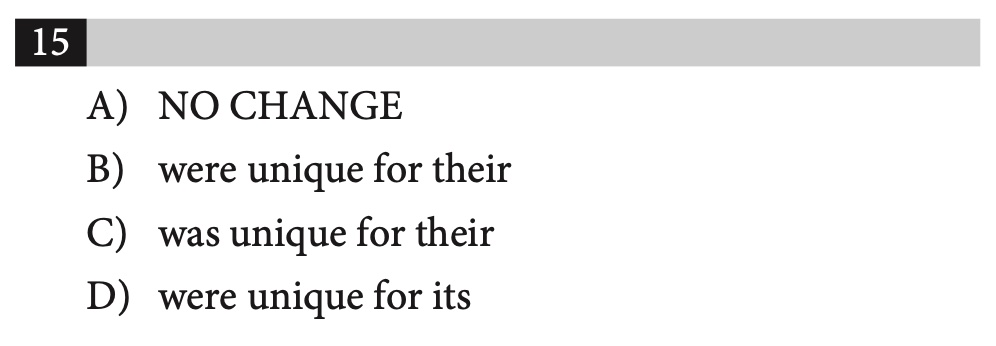 15
A) NO CHANGE
B) were unique for their
C) was unique for their
D) were unique for its